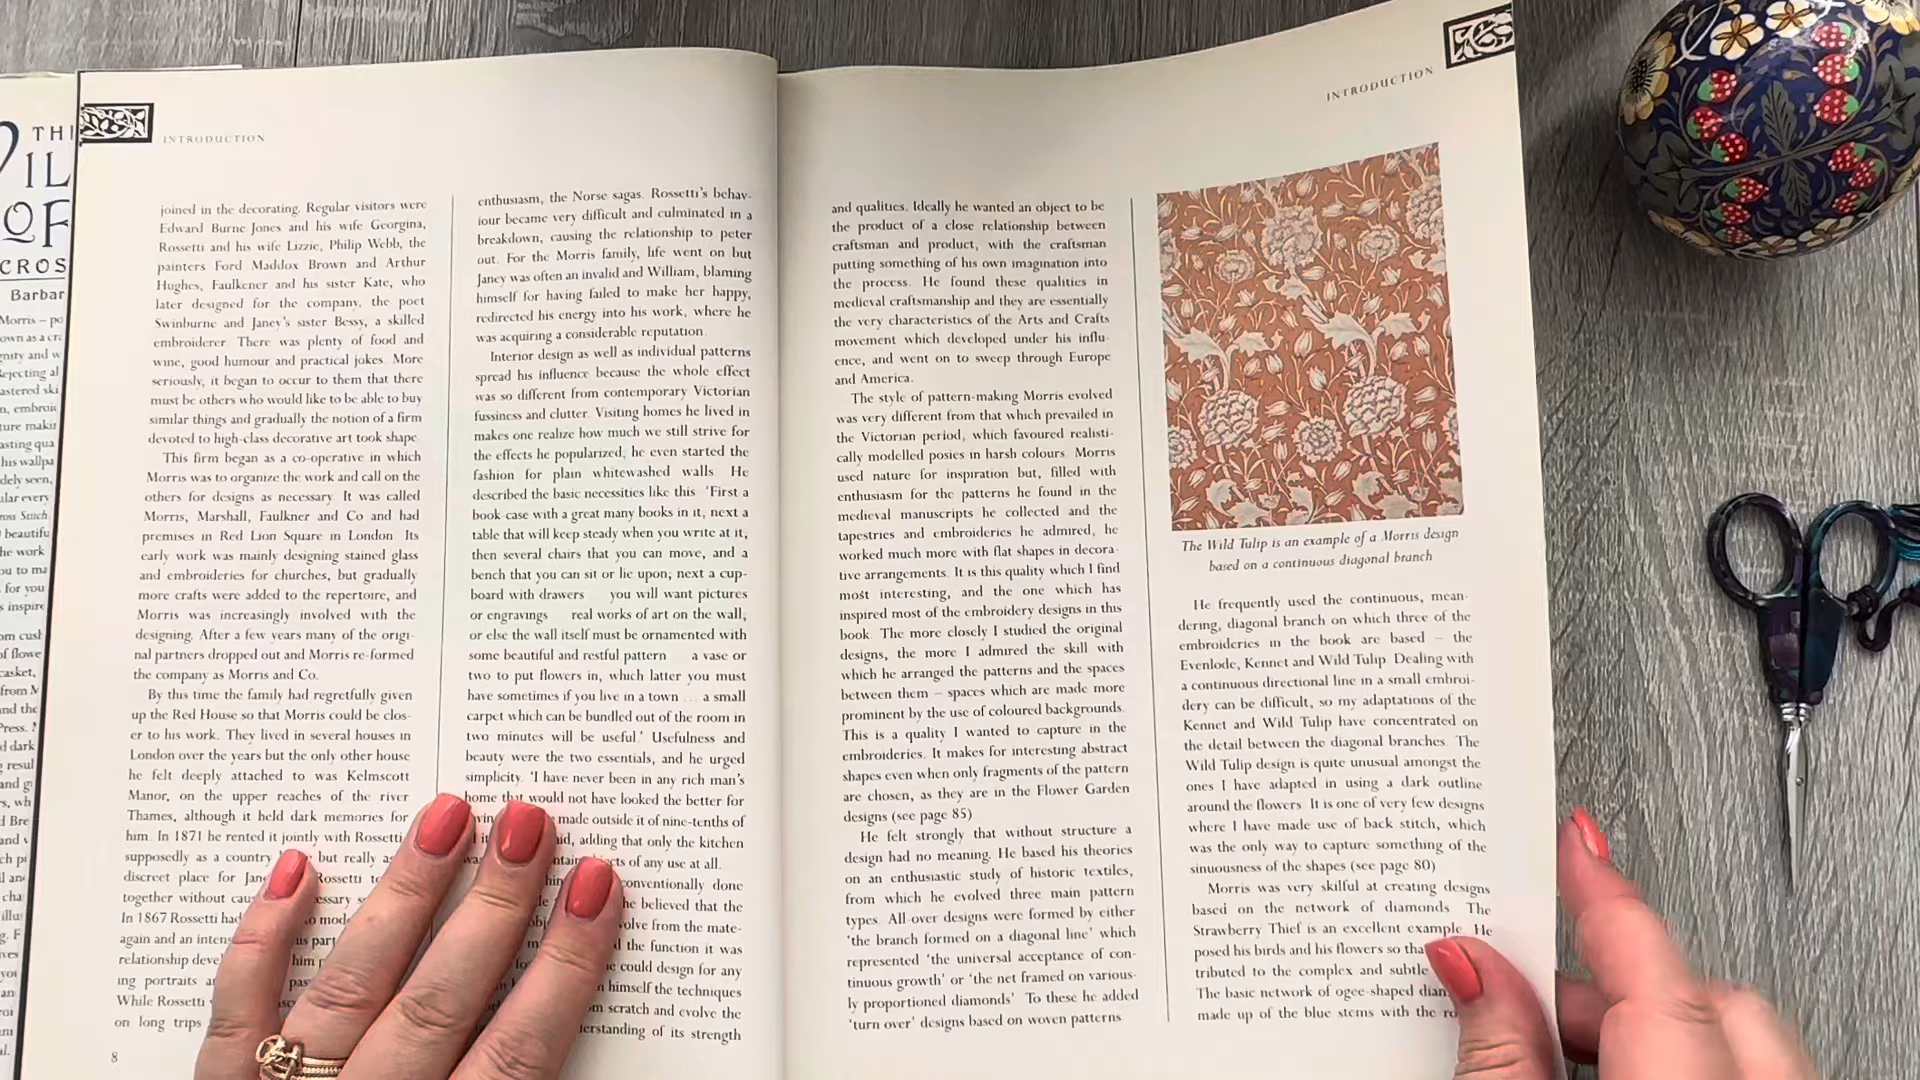 THE
OF
CROS
Barbar
INTRODUCTION
joined in the decorating. Regular visitors were
Edward Burne Jones and his wife Georgina,
Rossetti and his wife Lizzie, Philip Webb, the
painters Ford Maddox Brown and Arthur
Hughes, Faulkener and his sister Kate, who
later designed for the company, the poet
Swinburne and Janey's sister Bessy, a skilled
embroiderer. There was plenty of food and
wine, good humour and practical jokes. More
seriously, it began to occur to them that there
must be others who would like to be able to buy
similar things and gradually the notion of a firm
devoted to high-class decorative art took shape.
This firm began as a co-operative in which
Morris was to organize the work and call on the
others for designs as necessary. It was called
Morris, Marshall, Faulkner and Co and had
premises in Red Lion Square in London. Its
early work was mainly designing stained glass
and embroideries for churches, but gradually
more crafts were added to the repertoire, and
Morris was increasingly involved with the
designing. After a few years many of the origi-
nal partners dropped out and Morris re-formed
the company as Morris and Co.
By this time the family had regretfully given
up the Red House so that Morris could be clos-
er to his work. They lived in several houses in
London over the years but the only other house
he felt deeply attached to was Kelmscott
Manor, on the upper reaches of the river
Thames, although it held dark memories for
him. In 1871 he rented it jointly with Rossetti,
supposedly as a country but really as
discreet place for Rossetti to
together without
In 1867 Rossetti had
again and an
relationship him
ing portraits
While Rossetti
on long trips
8
enthusiasm, the Norse sagas. Rossetti's behav-
iour became very difficult and culminated in a
breakdown, causing the relationship to peter
out. For the Morris family, life went on but
Janey was often an invalid and William, blaming
himself for having failed to make her happy,
redirected his energy into his work, where he
was acquiring a considerable reputation.
Interior design as well as individual patterns
spread his influence because the whole effect
was so different from contemporary Victorian
fussiness and clutter. Visiting homes he lived in
makes one realize how much we still strive for
the effects he popularized, he even started the
fashion for plain whitewashed walls. He
described the basic necessities like this 'First a
book-case with a great many books in it, next a
table that will keep steady when you write at it,
then several chairs that you can move, and a
bench that you can sit or lie upon, next a cup-
board with drawers you will want pictures
or engravings real works of art on the wall,
or else the wall itself must be ornamented with
some beautiful and restful pattern a vase or
two to put flowers in, which latter you must
have sometimes if you live in a town ... a small
carpet which can be bundled out of the room in
two minutes will be useful.' Usefulness and
beauty were the two essentials, and he urged
simplicity. 'I have never been in any rich man's
home that would not have looked the better for
made outside it of nine-tenths of
adding that only the kitchen
of any use at all.
conventionally done
he believed that the
the mate-
the function it was
could design for any
himself the techniques
scratch and evolve the
of its strength
INTRODUCTION
and qualities. Ideally he wanted an object to be
the product of a close relationship between
craftsman and product, with the craftsman
putting something of his own imagination into
the process. He found these qualities in
medieval craftsmanship and they are essentially
the very characteristics of the Arts and Crafts
movement which developed under his influ-
ence, and went on to sweep through Europe
and America.
The style of pattern-making Morris evolved
was very different from that which prevailed in
the Victorian period, which favoured realisti-
cally modelled posies in harsh colours. Morris
used nature for inspiration but, filled with
enthusiasm for the patterns he found in the
medieval manuscripts he collected and the
tapestries and embroideries he admired, he
worked much more with flat shapes in decora-
tive arrangements. It is this quality which I find
most interesting, and the one which has
inspired most of the embroidery designs in this
book. The more closely I studied the original
designs, the more I admired the skill with
which he arranged the patterns and the spaces
between them – spaces which are made more
prominent by the use of coloured backgrounds.
This is a quality I wanted to capture in the
embroideries. It makes for interesting abstract
shapes even when only fragments of the pattern
are chosen, as they are in the Flower Garden
designs (see page 85)
He felt strongly that without structure a
design had no meaning. He based his theories
on an enthusiastic study of historic textiles,
from which he evolved three main pattern
types. All-over designs were formed by either
'the branch formed on a diagonal line' which
represented 'the universal acceptance of con-
tinuous growth' or 'the net framed on various-
ly proportioned diamonds' To these he added
'turn over' designs based on woven patterns
The Wild Tulip is an example of a Morris design
based on a continuous diagonal branch
He frequently used the continuous, mean-
dering, diagonal branch on which three of the
embroideries in the book are based – the
Evenlode, Kennet and Wild Tulip Dealing with
a continuous directional line in a small embroi-
dery can be difficult, so my adaptations of the
Kennet and Wild Tulip have concentrated on
the detail between the diagonal branches. The
Wild Tulip design is quite unusual amongst the
ones I have adapted in using a dark outline
around the flowers It is one of very few designs
where I have made use of back stitch, which
was the only way to capture something of the
sinuousness of the shapes (see page 80)
Morris was very skilful at creating designs
based on the network of diamonds The
Strawberry Thief is an excellent example. He
posed his birds and his flowers so
tributed to the complex and subtle
The basic network of ogee-shaped
made up of the blue stems with the